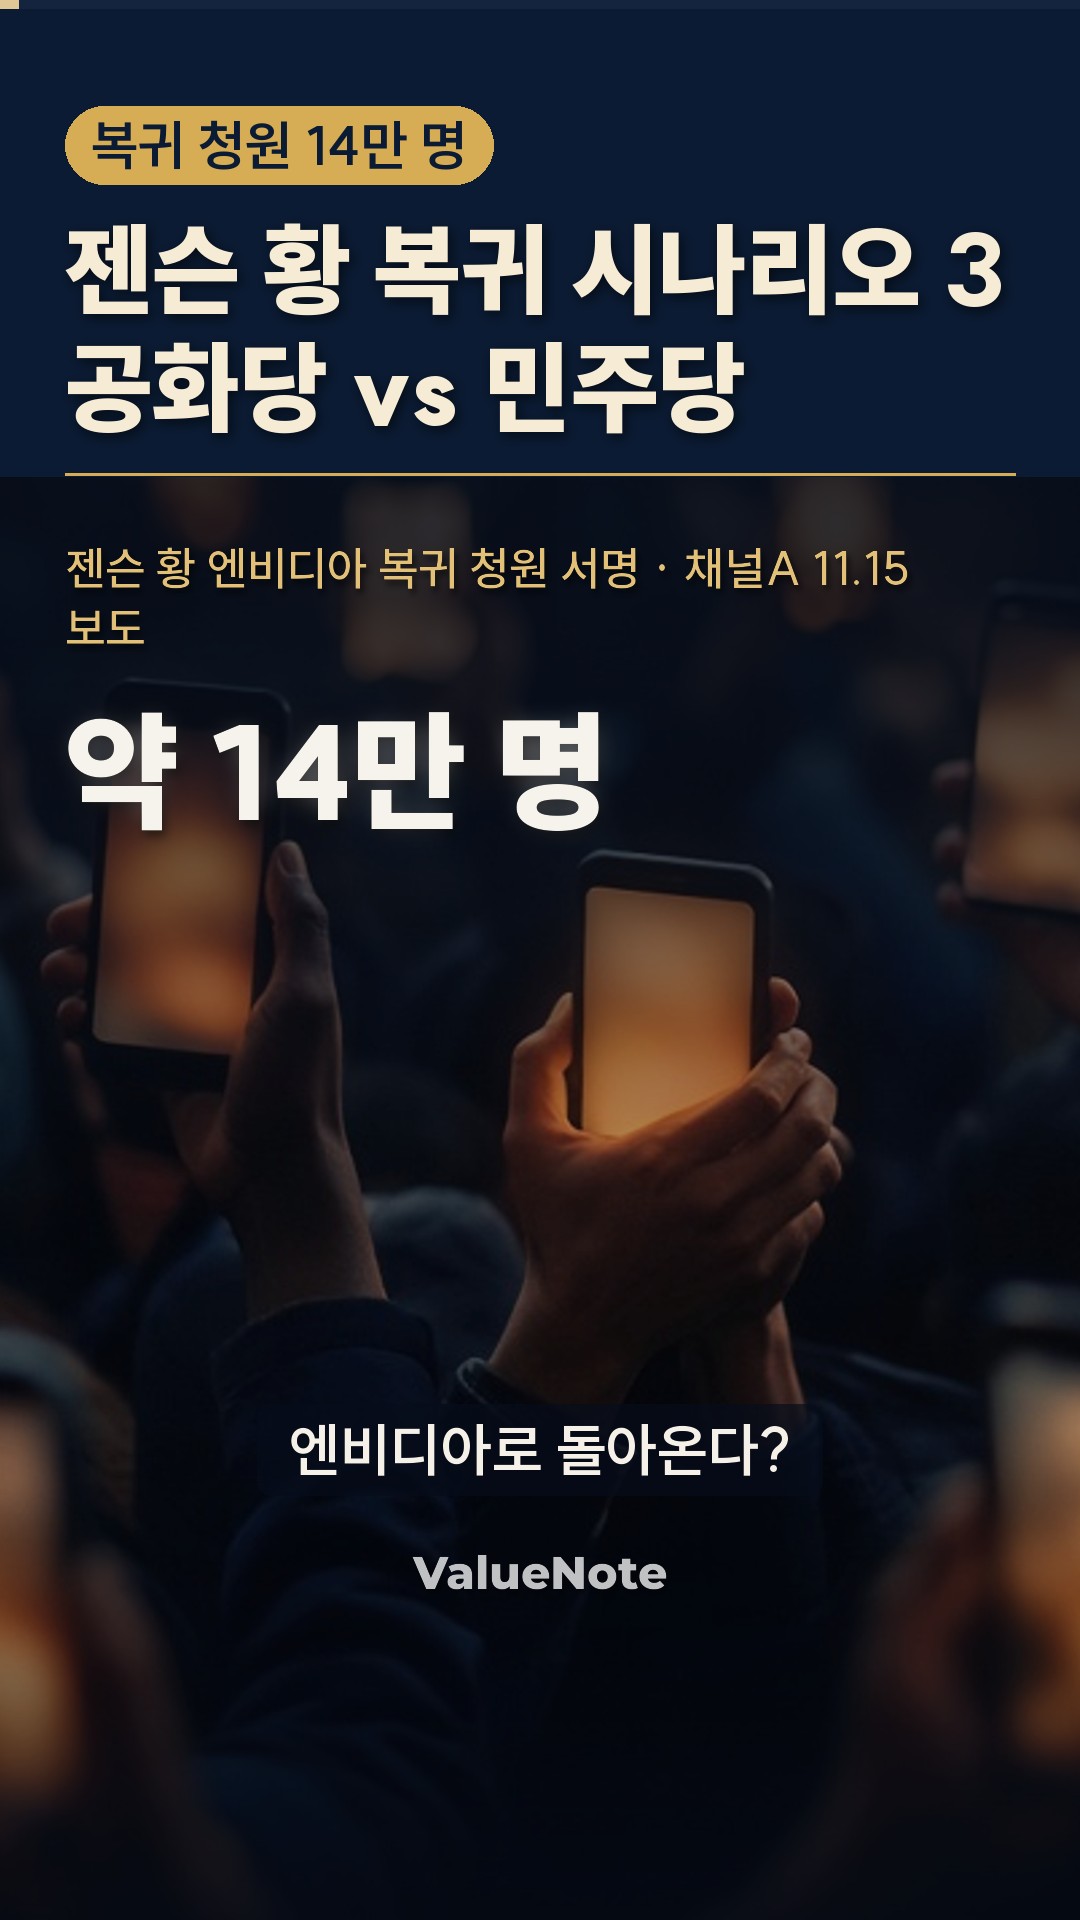 복귀 청원 14만 명
젠슨 황 복귀 시나리오 3
공화당 vs 민주당
젠슨 황 엔비디아 복귀 청원 서명 · 채널A 11.15
보도
약 14만 명
엔비디아로 돌아온다?
ValueNote